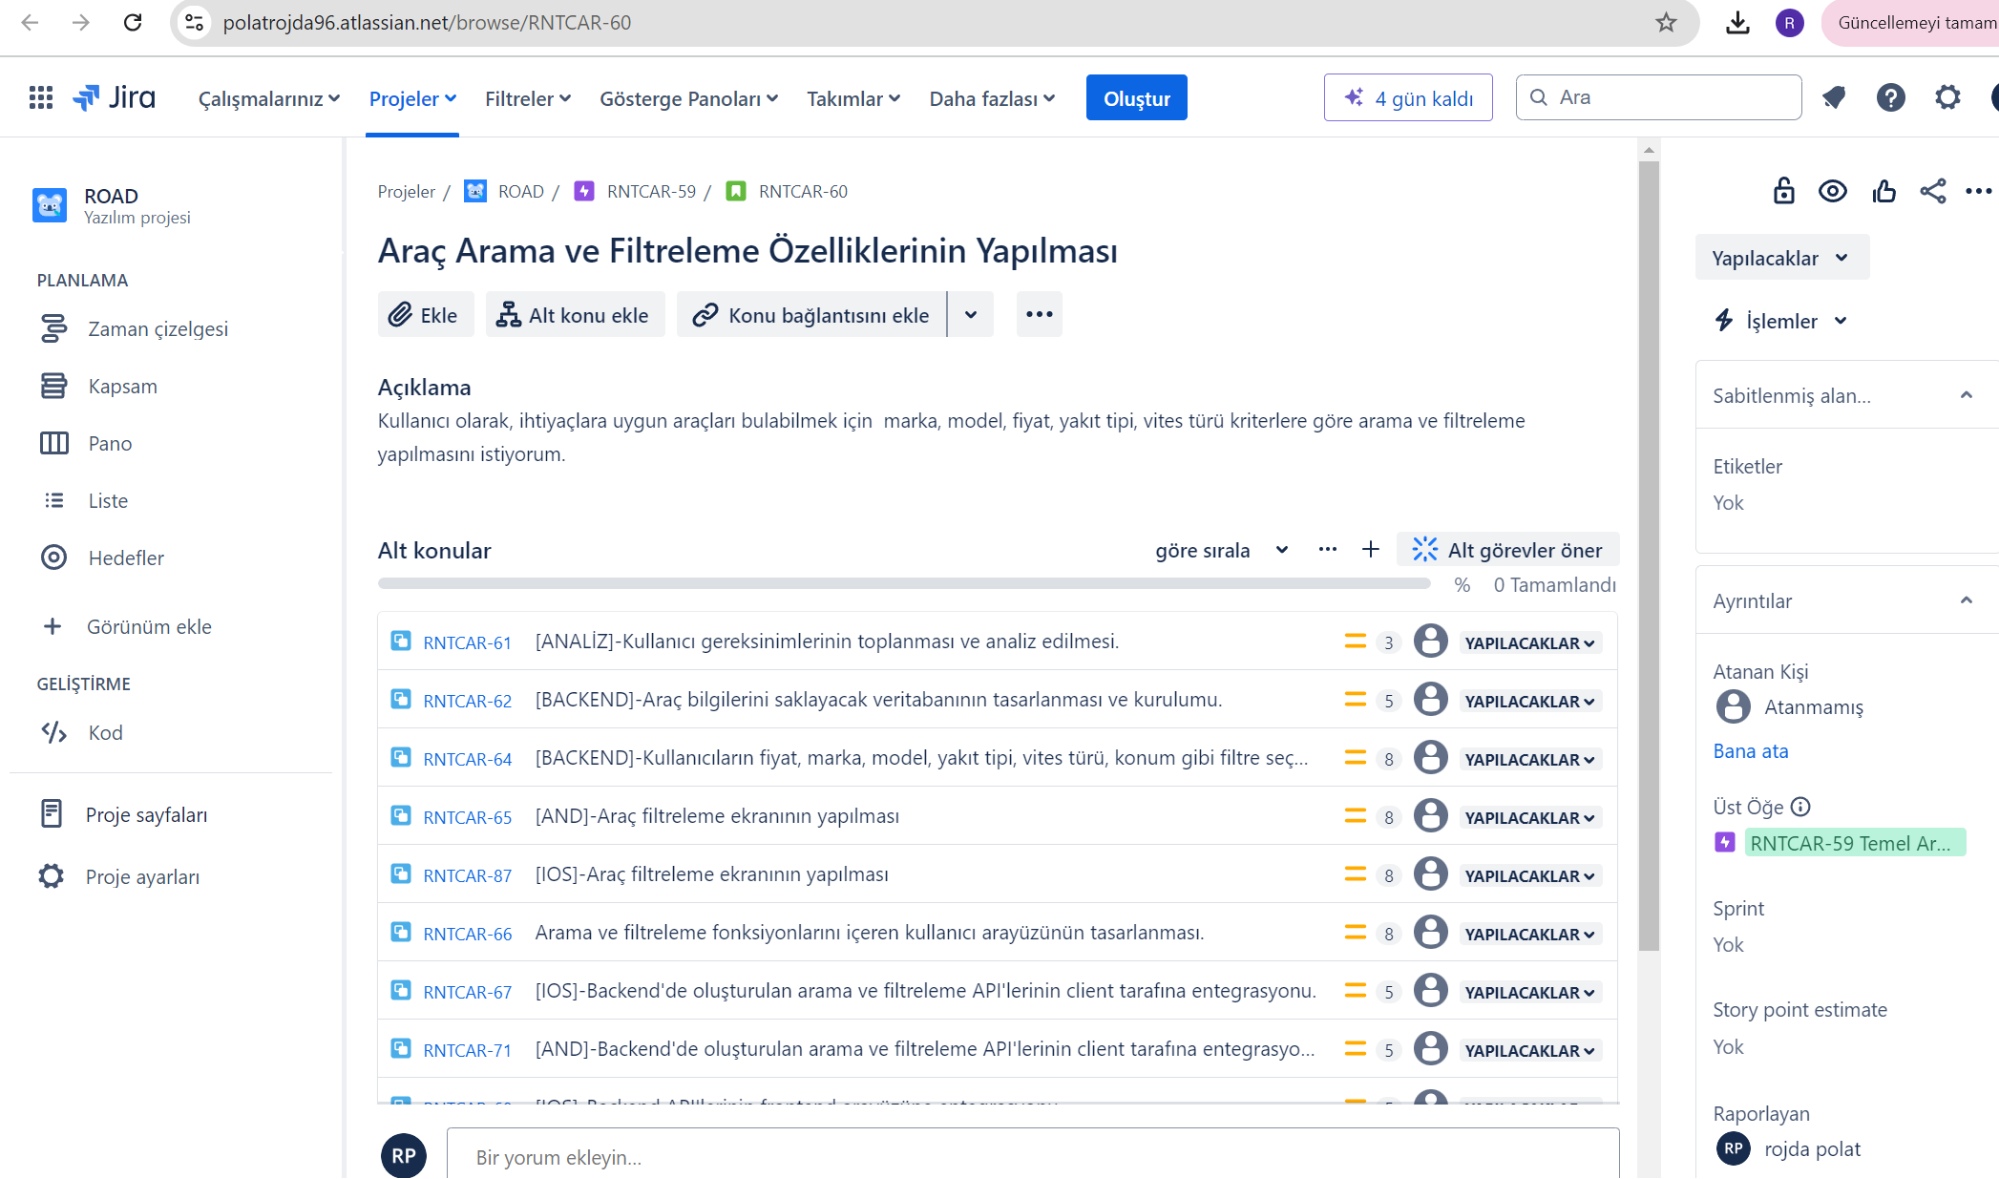 polatrojda96.atlassian.net/browse/RNTCAR-60
R
Güncellemeyi tamam
Jira
Çalışmalarınız
Projeler
Filtreler
Gösterge Panoları
Takımlar
Daha fazlası
Oluştur
4 gün kaldı
Ara
ROAD
Yazılım projesi
PLANLAMA
Zaman çizelgesi
Kapsam
Pano
Liste
Hedefler
Görünüm ekle
GELİŞTİRME
Kod
Proje sayfaları
Proje ayarları
Projeler / ROAD / RNTCAR-59 / RNTCAR-60
Araç Arama ve Filtreleme Özelliklerinin Yapılması
Ekle
Alt konu ekle
Konu bağlantısını ekle
Açıklama
Kullanıcı olarak, ihtiyaçlara uygun araçları bulabilmek için  marka, model, fiyat, yakıt tipi, vites türü kriterlere göre arama ve filtreleme
yapılmasını istiyorum.
Alt konular
göre sırala
Alt görevler öner
% 0 Tamamlandı
RNTCAR-61 [ANALİZ]-Kullanıcı gereksinimlerinin toplanması ve analiz edilmesi. 3 YAPILACAKLAR
RNTCAR-62 [BACKEND]-Araç bilgilerini saklayacak veritabanının tasarlanması ve kurulumu. 5 YAPILACAKLAR
RNTCAR-64 [BACKEND]-Kullanıcıların fiyat, marka, model, yakıt tipi, vites türü, konum gibi filtre seç... 8 YAPILACAKLAR
RNTCAR-65 [AND]-Araç filtreleme ekranının yapılması 8 YAPILACAKLAR
RNTCAR-87 [IOS]-Araç filtreleme ekranının yapılması 8 YAPILACAKLAR
RNTCAR-66 Arama ve filtreleme fonksiyonlarını içeren kullanıcı arayüzünün tasarlanması. 8 YAPILACAKLAR
RNTCAR-67 [IOS]-Backend'de oluşturulan arama ve filtreleme API'lerinin client tarafına entegrasyonu. 5 YAPILACAKLAR
RNTCAR-71 [AND]-Backend'de oluşturulan arama ve filtreleme API'lerinin client tarafına entegrasyo... 5 YAPILACAKLAR
RP
Bir yorum ekleyin...
Yapılacaklar
İşlemler
Sabitlenmiş alan...
Etiketler
Yok
Ayrıntılar
Atanan Kişi
Atanmamış
Bana ata
Üst Öğe
RNTCAR-59 Temel Ar...
Sprint
Yok
Story point estimate
Yok
Raporlayan
RP rojda polat